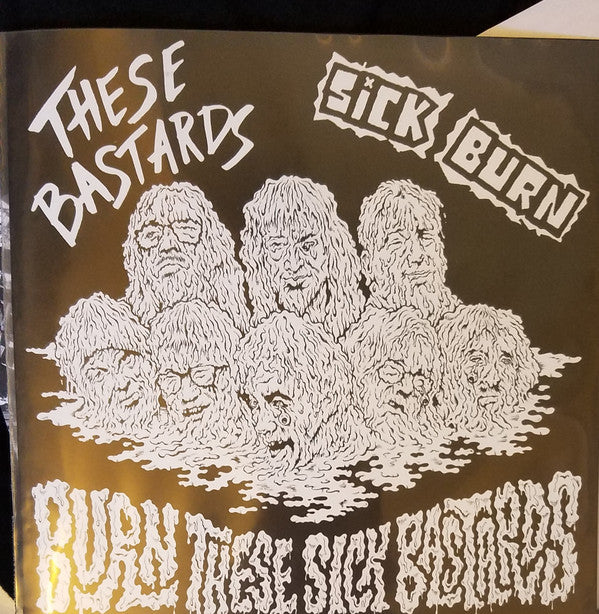 THESE
BASTARDS
SICK
BURN
BURN THESE SICK BASTARDS